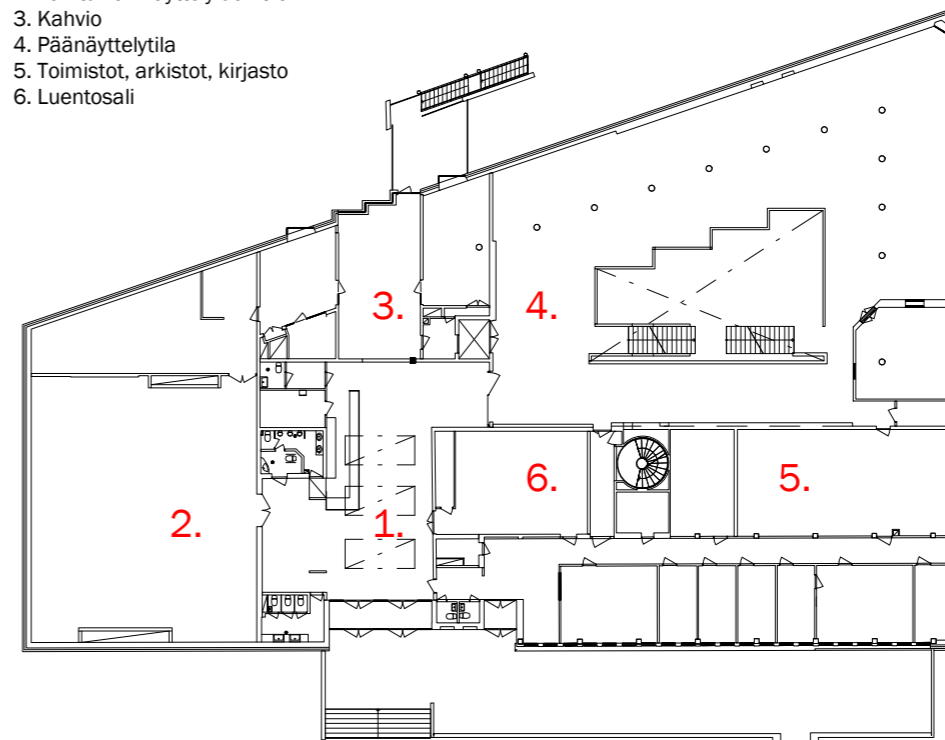 3. Kahvio
4. Päänäyttelytila
5. Toimistot, arkistot, kirjasto
6. Luentosali
3.
4.
6.
5.
2.
1.